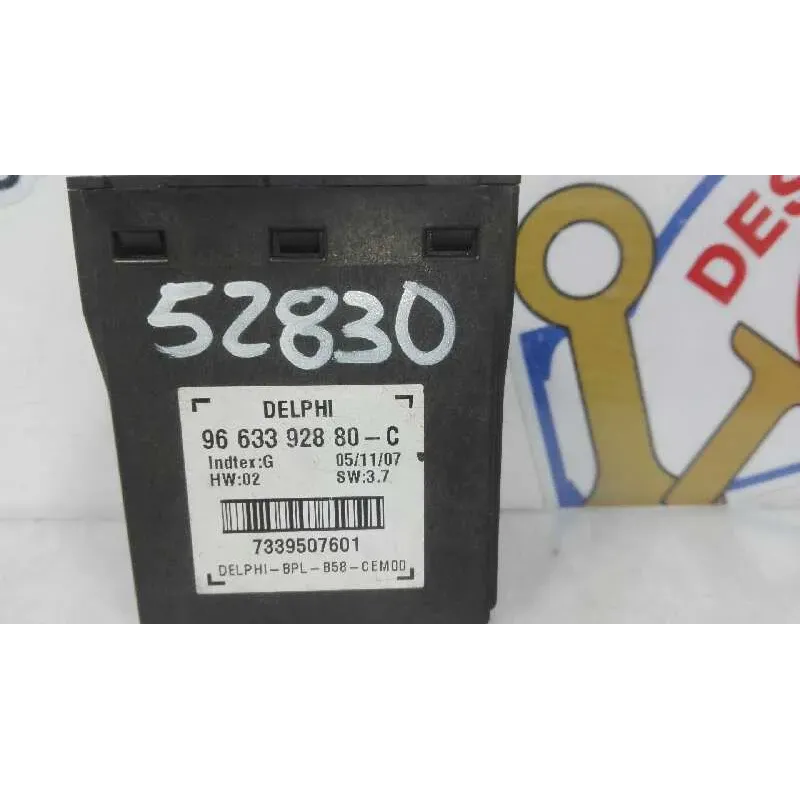 52830
DELPHI
96 633 928 80-C
Indtex:G 05/11/07
HW:02 SW:3.7
7339507601
DELPHI-BPL-B58-CEM00
DES